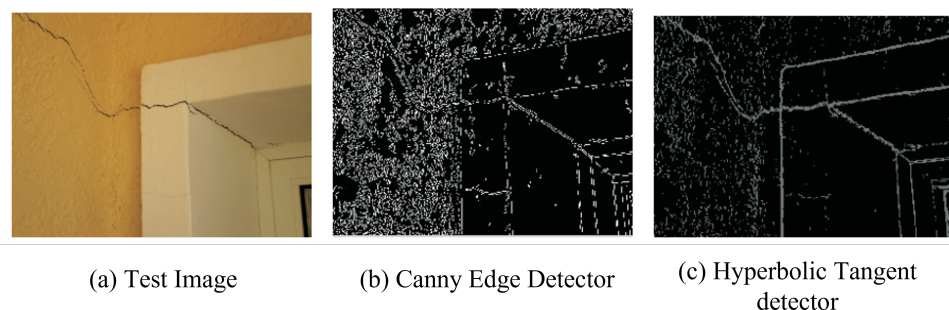 (a) Test Image
(b) Canny Edge Detector
(c) Hyperbolic Tangent
detector